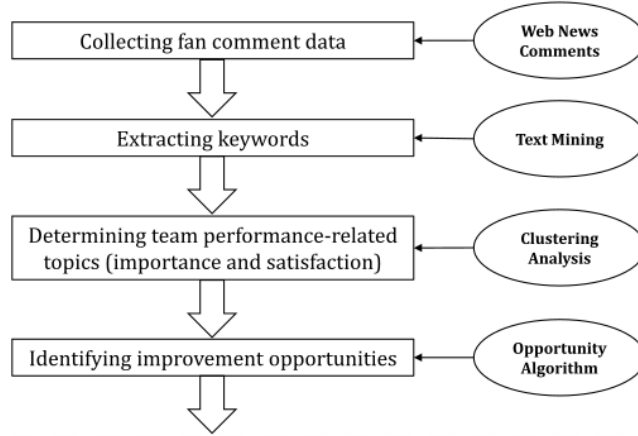 Collecting fan comment data
Web News
Comments
Extracting keywords
Text Mining
Determining team performance-related
topics (importance and satisfaction)
Clustering
Analysis
Identifying improvement opportunities
Opportunity
Algorithm